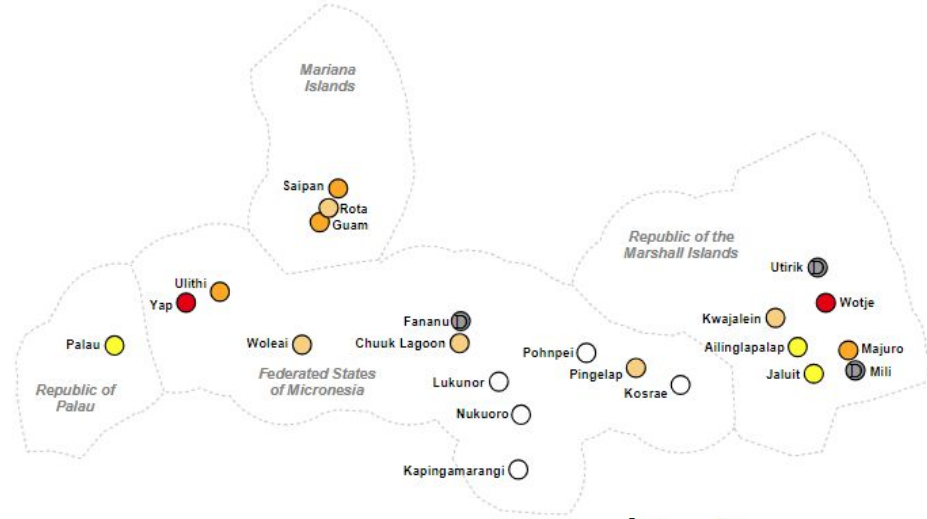 Mariana
Islands
Saipan
Rota
Guam
Republic of the
Marshall Islands
Utirik
D
Ulithi
Yap
Wotje
Kwajalein
Fananu
D
Palau
Woleai
Chuuk Lagoon
Pohnpei
Ailinglapalap
Majuro
Pingelap
Jaluit
D
Mili
Republic of
Palau
Federated States
of Micronesia
Lukunor
Kosrae
Nukuoro
Kapingamarangi